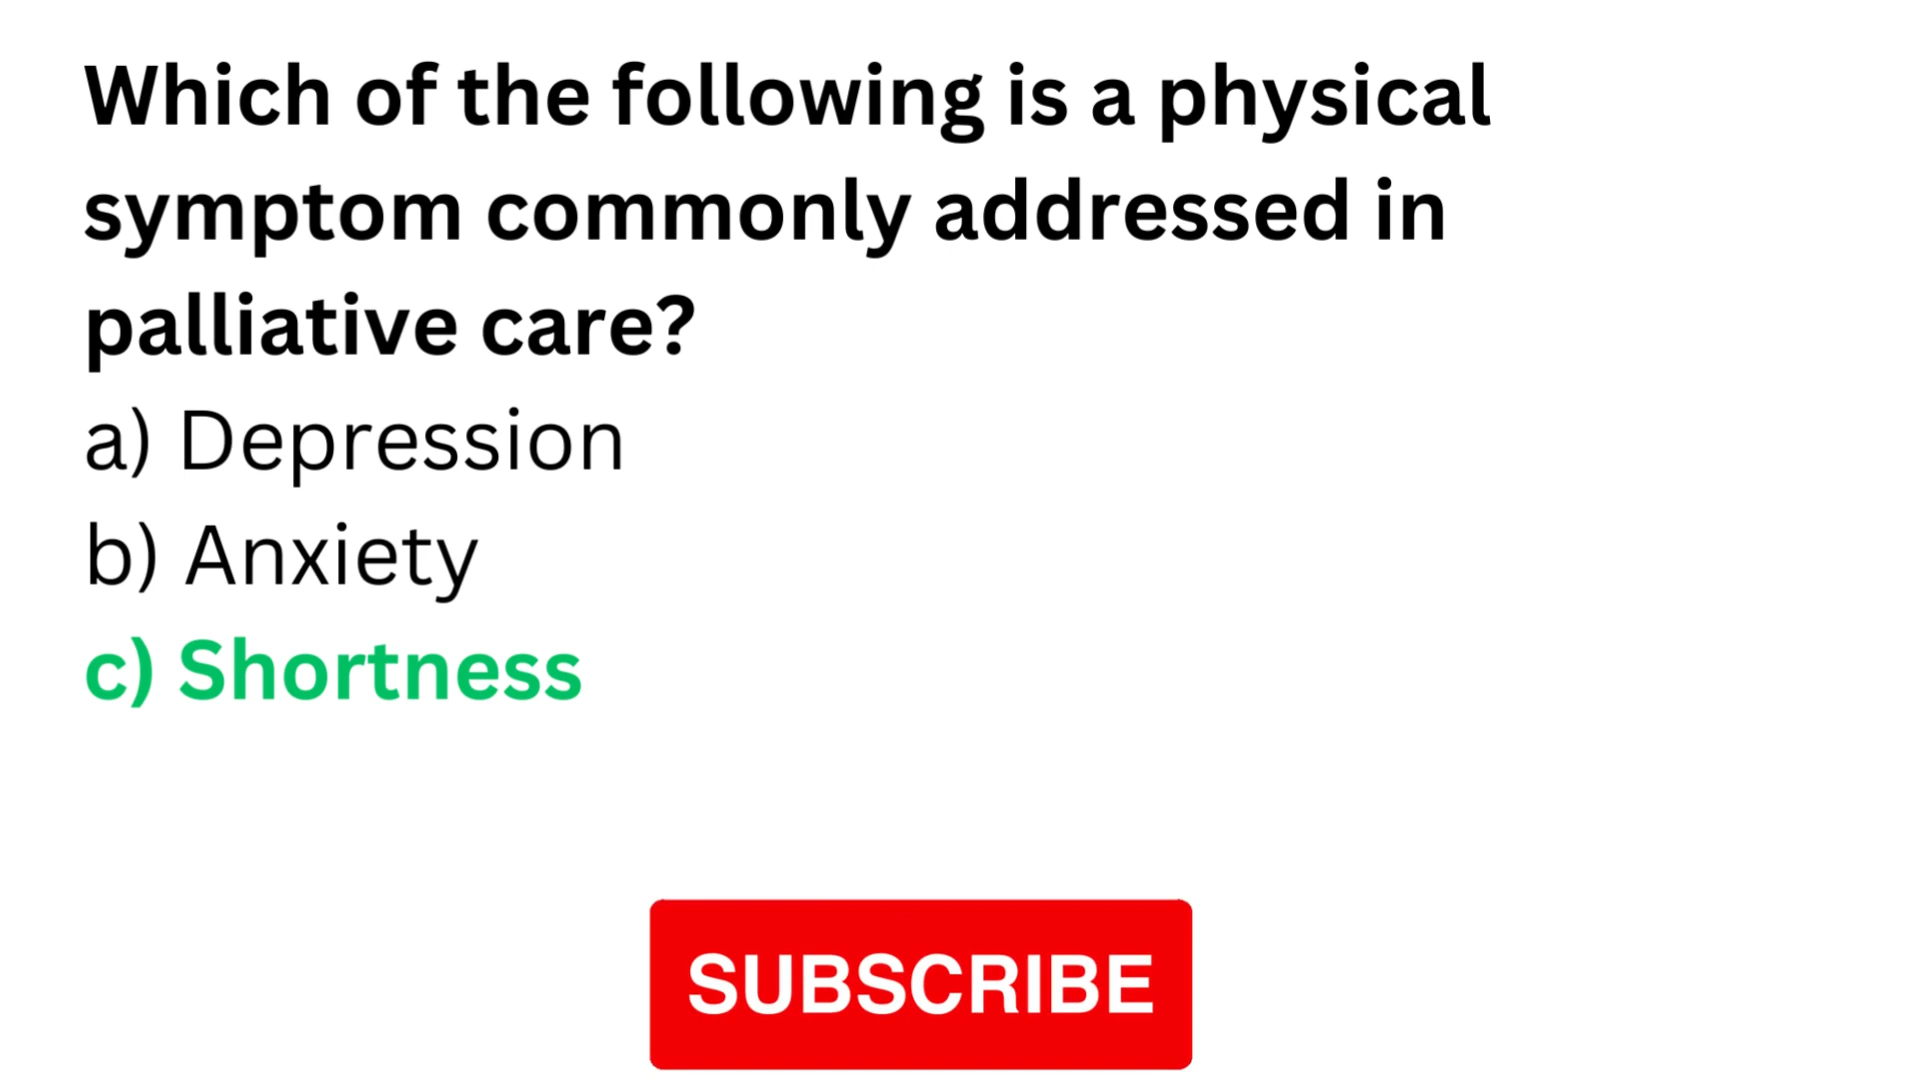 Which of the following is a physical
symptom commonly addressed in
palliative care?
a) Depression
b) Anxiety
c) Shortness
SUBSCRIBE